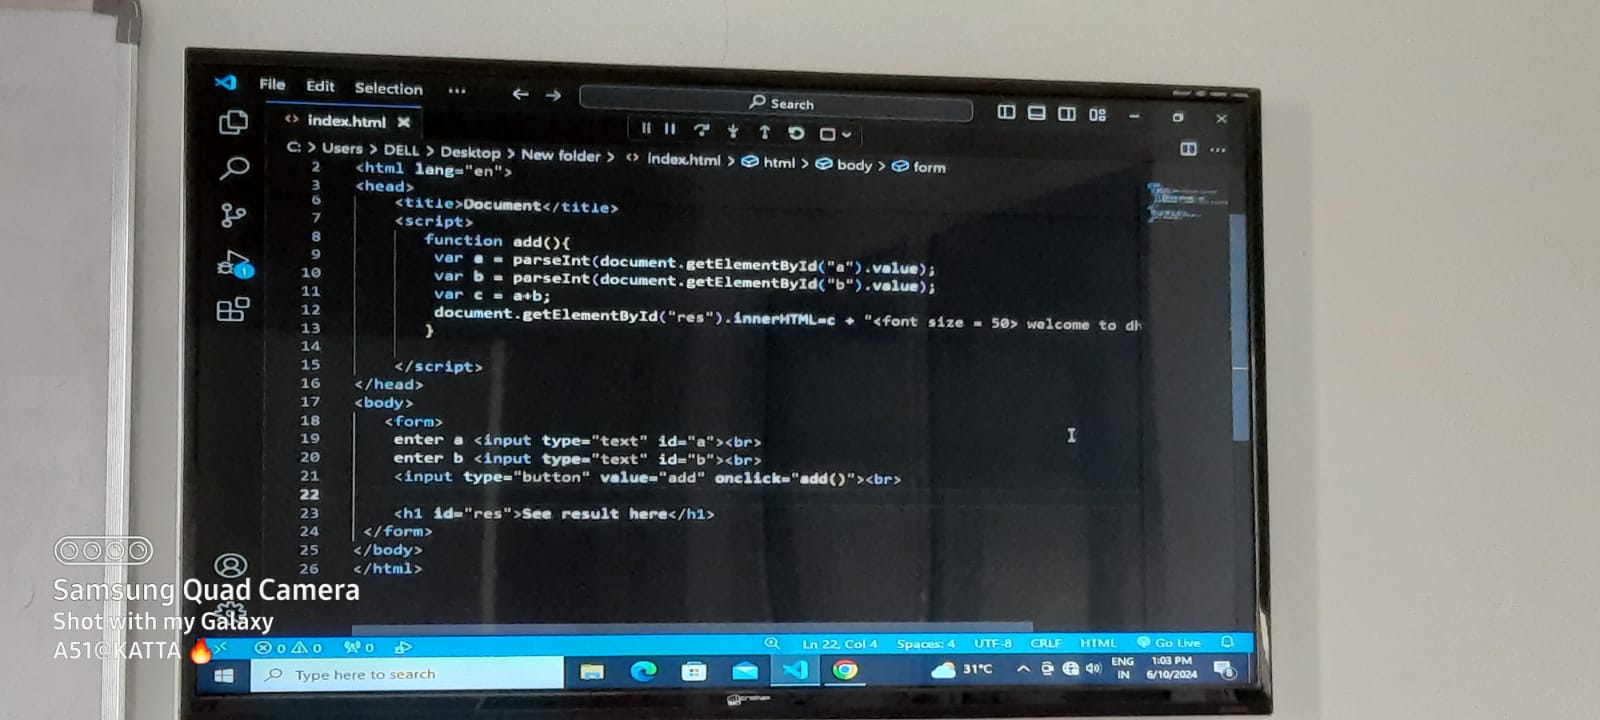 File Edit Selection ··· ← → Search
index.html
C: > Users > DELL > Desktop > New folder > <> index.html > html > body > form
2 <html lang="en">
3 <head>
6 <title>Document</title>
7 <script>
8 function add(){
9 var a = parseInt(document.getElementById("a").value);
10 var b = parseInt(document.getElementById("b").value);
11 var c = a+b;
12 document.getElementById("res").innerHTML=c + "<font size = 50> welcome to dh
13 }
14
15 </script>
16 </head>
17 <body>
18 <form>
19 enter a <input type="text" id="a"><br>
20 enter b <input type="text" id="b"><br>
21 <input type="button" value="add" onclick="add()"><br>
22
23 <h1 id="res">See result here</h1>
24 </form>
25 </body>
26 </html>
1
Samsung Quad Camera
Shot with my Galaxy
A51@KATTA🔥
0 0 0 Ln 22, Col 4 Spaces: 4 UTF-8 CRLF HTML Go Live
Type here to search 31°C ENG 1:03 PM
IN 6/10/2024